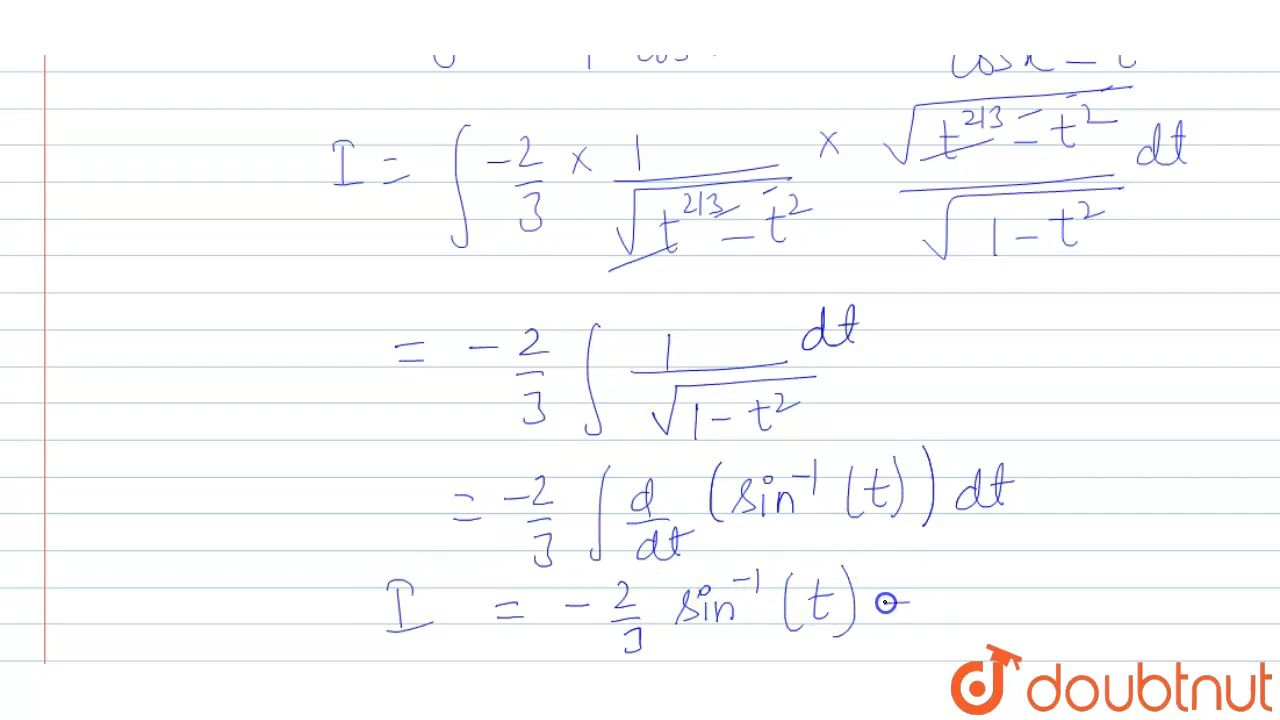 I = ∫ -2/3 × 1/√(t^2/3 - t^2) × √(t^2/3 - t^2)/√(1 - t^2) dt
= -2/3 ∫ 1/√(1 - t^2) dt
= -2/3 ∫ d/dt (sin^-1 (t)) dt
I = -2/3 sin^-1 (t)
doubtnut